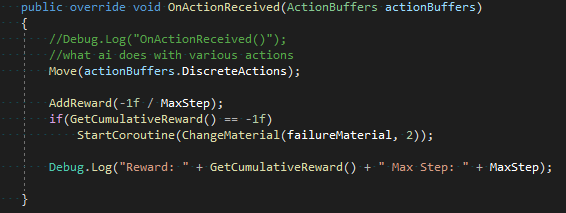 public override void OnActionReceived(ActionBuffers actionBuffers)
{
//Debug.Log("OnActionReceived()");
//what ai does with various actions
Move(actionBuffers.DiscreteActions);
AddReward(-1f / MaxStep);
if(GetCumulativeReward() == -1f)
StartCoroutine(ChangeMaterial(failureMaterial, 2));
Debug.Log("Reward: " + GetCumulativeReward() + " Max Step: " + MaxStep);
}